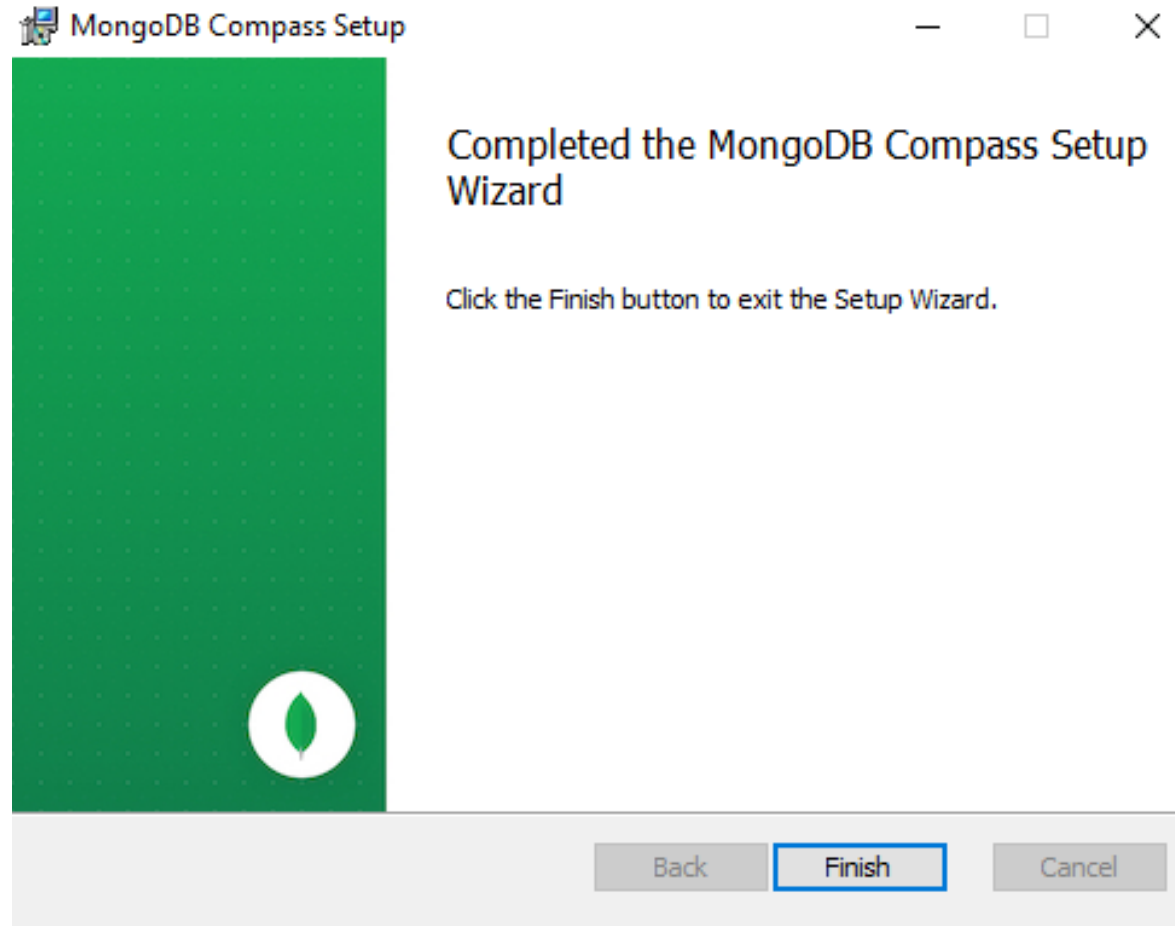 MongoDB Compass Setup
Completed the MongoDB Compass Setup
Wizard
Click the Finish button to exit the Setup Wizard.
Back
Finish
Cancel